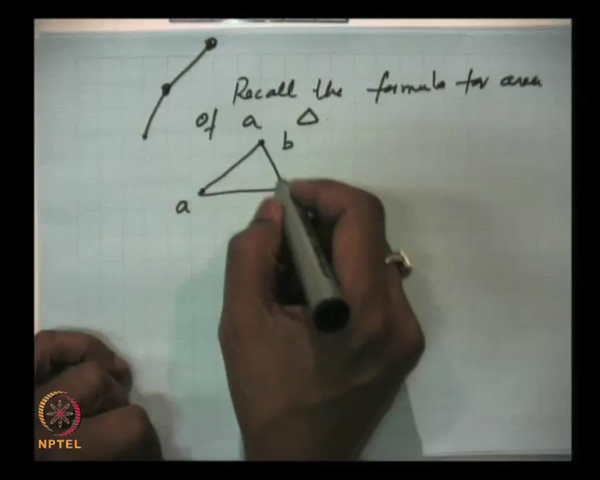 Recall the formula for area
of a Δ
b
a
NPTEL